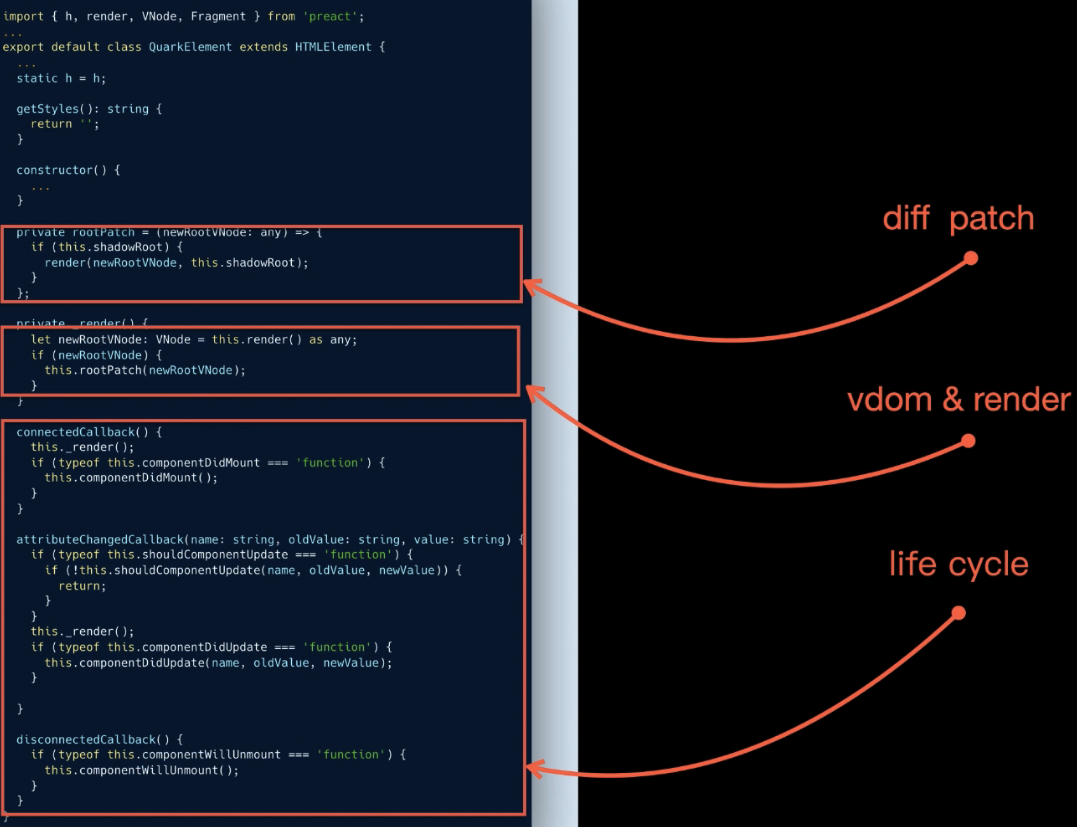 import { h, render, VNode, Fragment } from 'preact';
...
export default class QuarkElement extends HTMLElement {
  ...
  static h = h;

  getStyles(): string {
    return '';
  }

  constructor() {
    ...
  }

  private rootPatch = (newRootVNode: any) => {
    if (this.shadowRoot) {
      render(newRootVNode, this.shadowRoot);
    }
  };

  private _render() {
    let newRootVNode: VNode = this.render() as any;
    if (newRootVNode) {
      this.rootPatch(newRootVNode);
    }
  }

  connectedCallback() {
    this._render();
    if (typeof this.componentDidMount === 'function') {
      this.componentDidMount();
    }
  }

  attributeChangedCallback(name: string, oldValue: string, value: string) {
    if (typeof this.shouldComponentUpdate === 'function') {
      if (!this.shouldComponentUpdate(name, oldValue, newValue)) {
        return;
      }
    }
    this._render();
    if (typeof this.componentDidUpdate === 'function') {
      this.componentDidUpdate(name, oldValue, newValue);
    }

  }

  disconnectedCallback() {
    if (typeof this.componentWillUnmount === 'function') {
      this.componentWillUnmount();
    }
  }
}
diff patch
vdom & render
life cycle